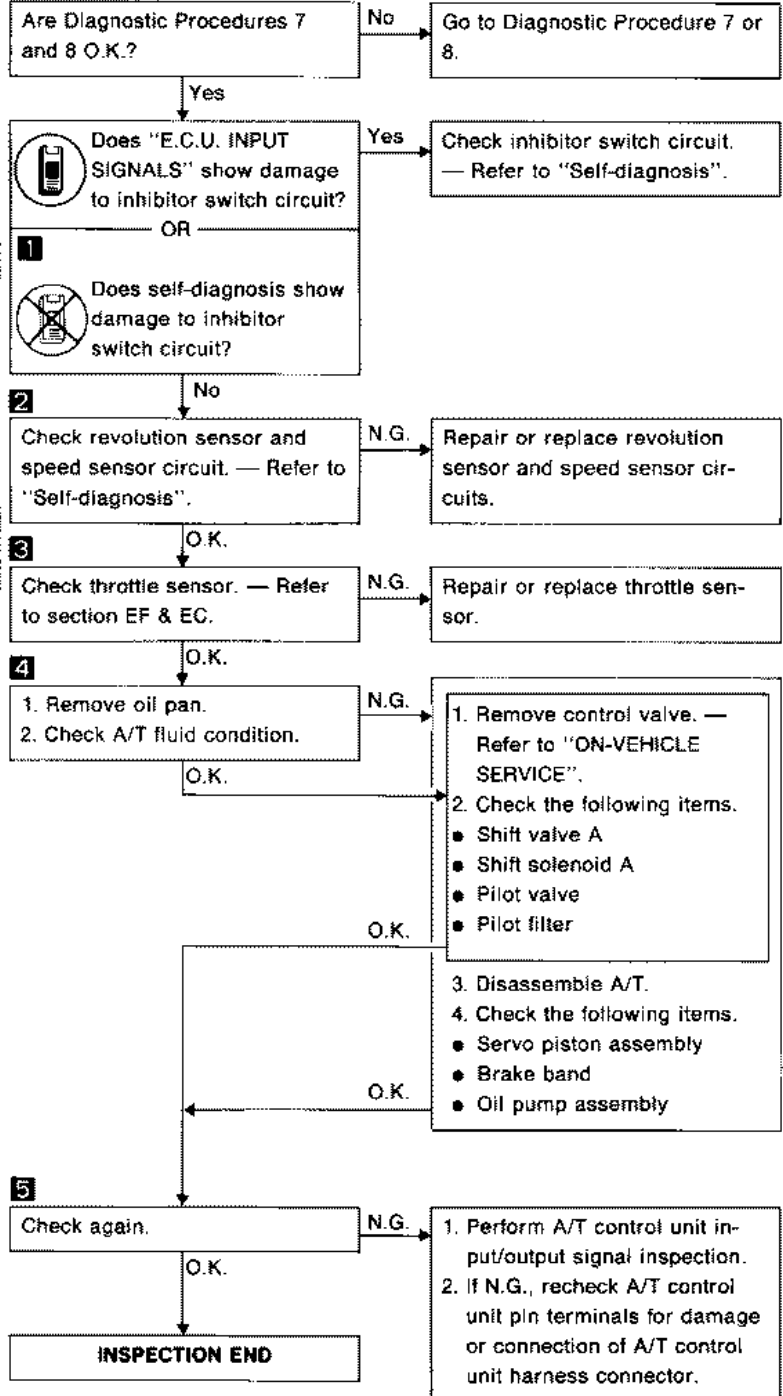 Are Diagnostic Procedures 7
and 8 O.K.?
No
Go to Diagnostic Procedure 7 or
8.
Yes
Does "E.C.U. INPUT
SIGNALS" show damage
to inhibitor switch circuit?
Yes
Check inhibitor switch circuit.
— Refer to "Self-diagnosis".
OR
1
Does self-diagnosis show
damage to inhibitor
switch circuit?
No
2
Check revolution sensor and
speed sensor circuit. — Refer to
"Self-diagnosis".
N.G.
Repair or replace revolution
sensor and speed sensor cir-
cuits.
O.K.
3
Check throttle sensor. — Refer
to section EF & EC.
N.G.
Repair or replace throttle sen-
sor.
O.K.
4
1. Remove oil pan.
2. Check A/T fluid condition.
N.G.
O.K.
1. Remove control valve. —
Refer to "ON-VEHICLE
SERVICE".
2. Check the following items.
● Shift valve A
● Shift solenoid A
● Pilot valve
● Pilot filter
O.K.
3. Disassemble A/T.
4. Check the following items.
● Servo piston assembly
● Brake band
● Oil pump assembly
O.K.
5
Check again.
N.G.
1. Perform A/T control unit in-
put/output signal inspection.
2. If N.G., recheck A/T control
unit pin terminals for damage
or connection of A/T control
unit harness connector.
O.K.
INSPECTION END